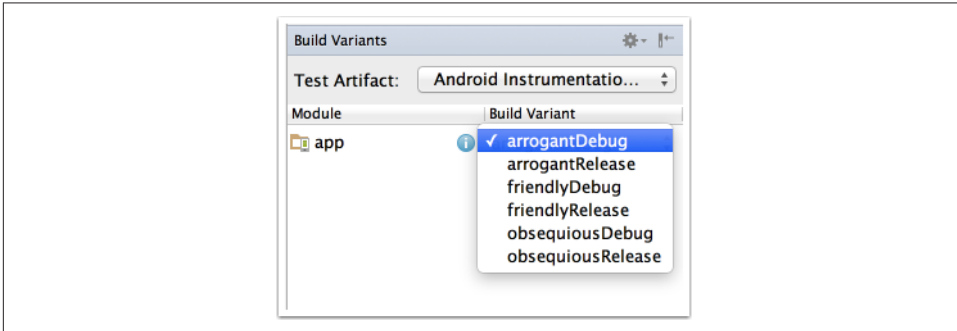 Build Variants
Test Artifact: Android Instrumentatio...
Module Build Variant
app ✓ arrogantDebug
arrogantRelease
friendlyDebug
friendlyRelease
obsequiousDebug
obsequiousRelease